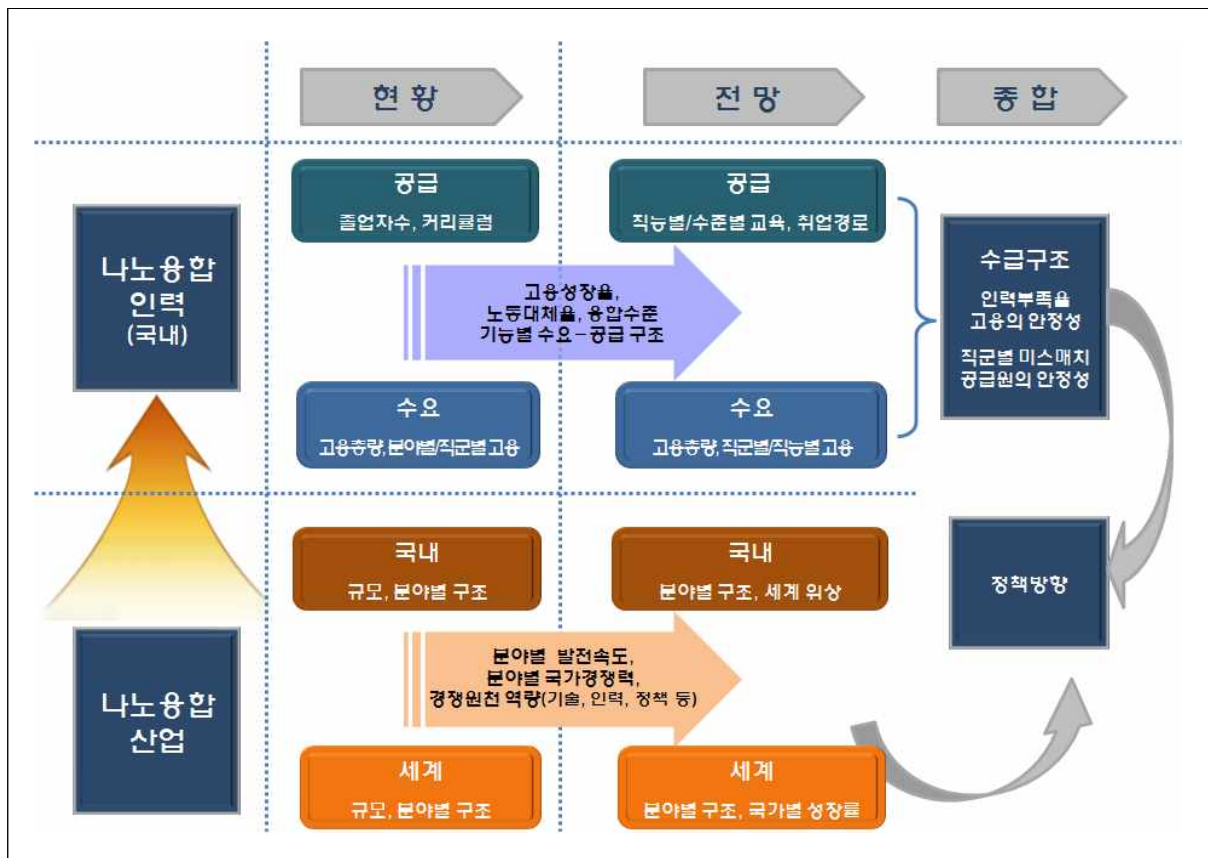 현 황
전 망
종 합
나노융합
인력
(국내)
공급
졸업자수, 커리큘럼
공급
직능별/수준별 교육, 취업경로
고용성장율,
노동대체율, 융합수준
기능별 수요–공급 구조
수요
고용총량,분야별/직군별고용
수요
고용총량,직군별/직능별고용
수급구조
인력부족율
고용의 안정성
직군별 미스매치
공급원의 안정성
나노융합
산업
국내
규모, 분야별 구조
국내
분야별 구조, 세계 위상
분야별 발전속도,
분야별 국가경쟁력,
경쟁원천 역량(기술, 인력, 정책 등)
세계
규모, 분야별 구조
세계
분야별 구조, 국가별 성장률
정책방향